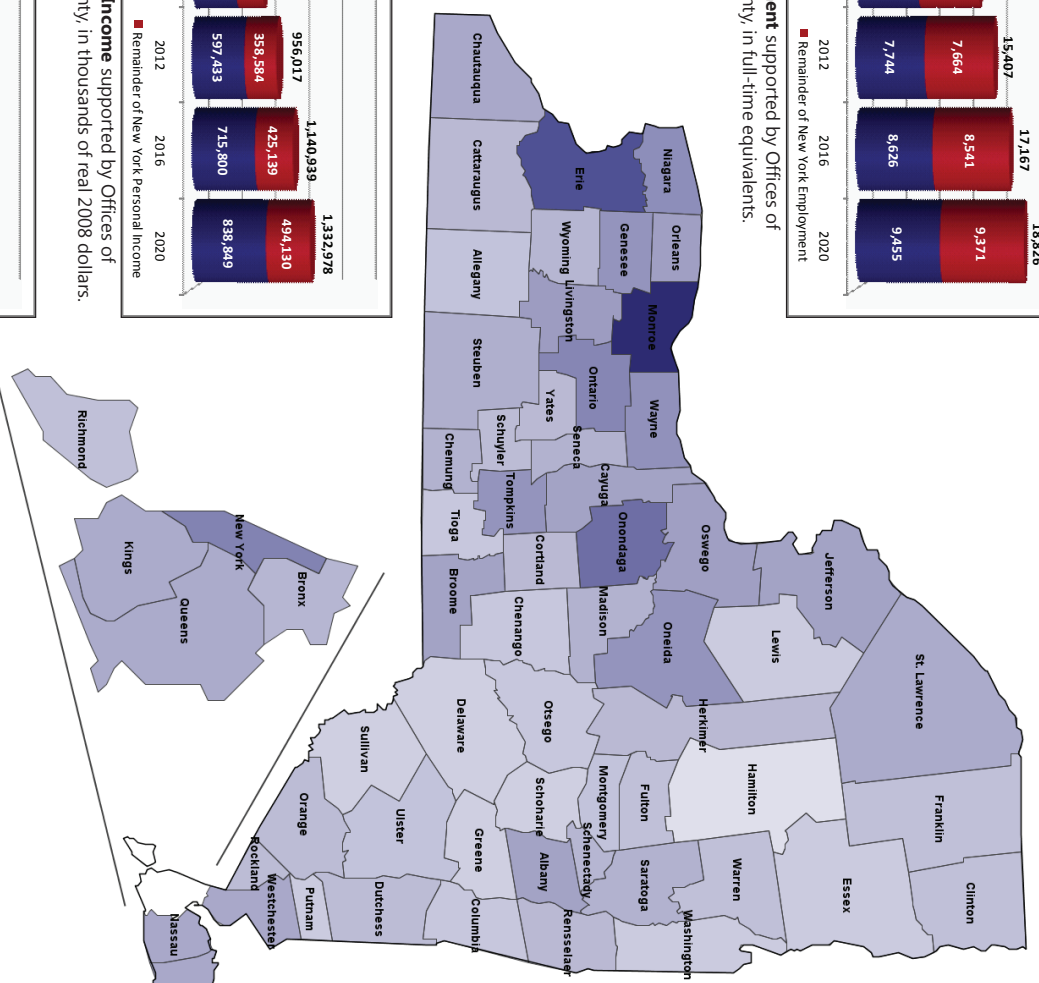 ent supported by Offices of
nty, in full-time equivalents.
15,407
17,167
7,664
8,541
9,371
7,744
8,626
9,455
2012
2016
2020
Remainder of New York Employment
Income supported by Offices of
nty, in thousands of real 2008 dollars.
956,017
1,140,939
1,332,978
358,584
425,139
494,130
597,433
715,800
838,849
2012
2016
2020
Remainder of New York Personal Income
Clinton
Franklin
St. Lawrence
Essex
Jefferson
Lewis
Hamilton
Warren
Washington
Oswego
Oneida
Herkimer
Fulton
Saratoga
Niagara
Orleans
Monroe
Wayne
Cayuga
Onondaga
Madison
Montgomery
Schenectady
Rensselaer
Erie
Genesee
Wyoming
Livingston
Ontario
Yates
Seneca
Tompkins
Cortland
Chenango
Otsego
Schoharie
Albany
Chautauqua
Cattaraugus
Allegany
Steuben
Schuyler
Chemung
Tioga
Broome
Delaware
Greene
Columbia
Sullivan
Ulster
Dutchess
Orange
Putnam
Rockland
Westchester
Nassau
Richmond
Kings
Queens
New York
Bronx